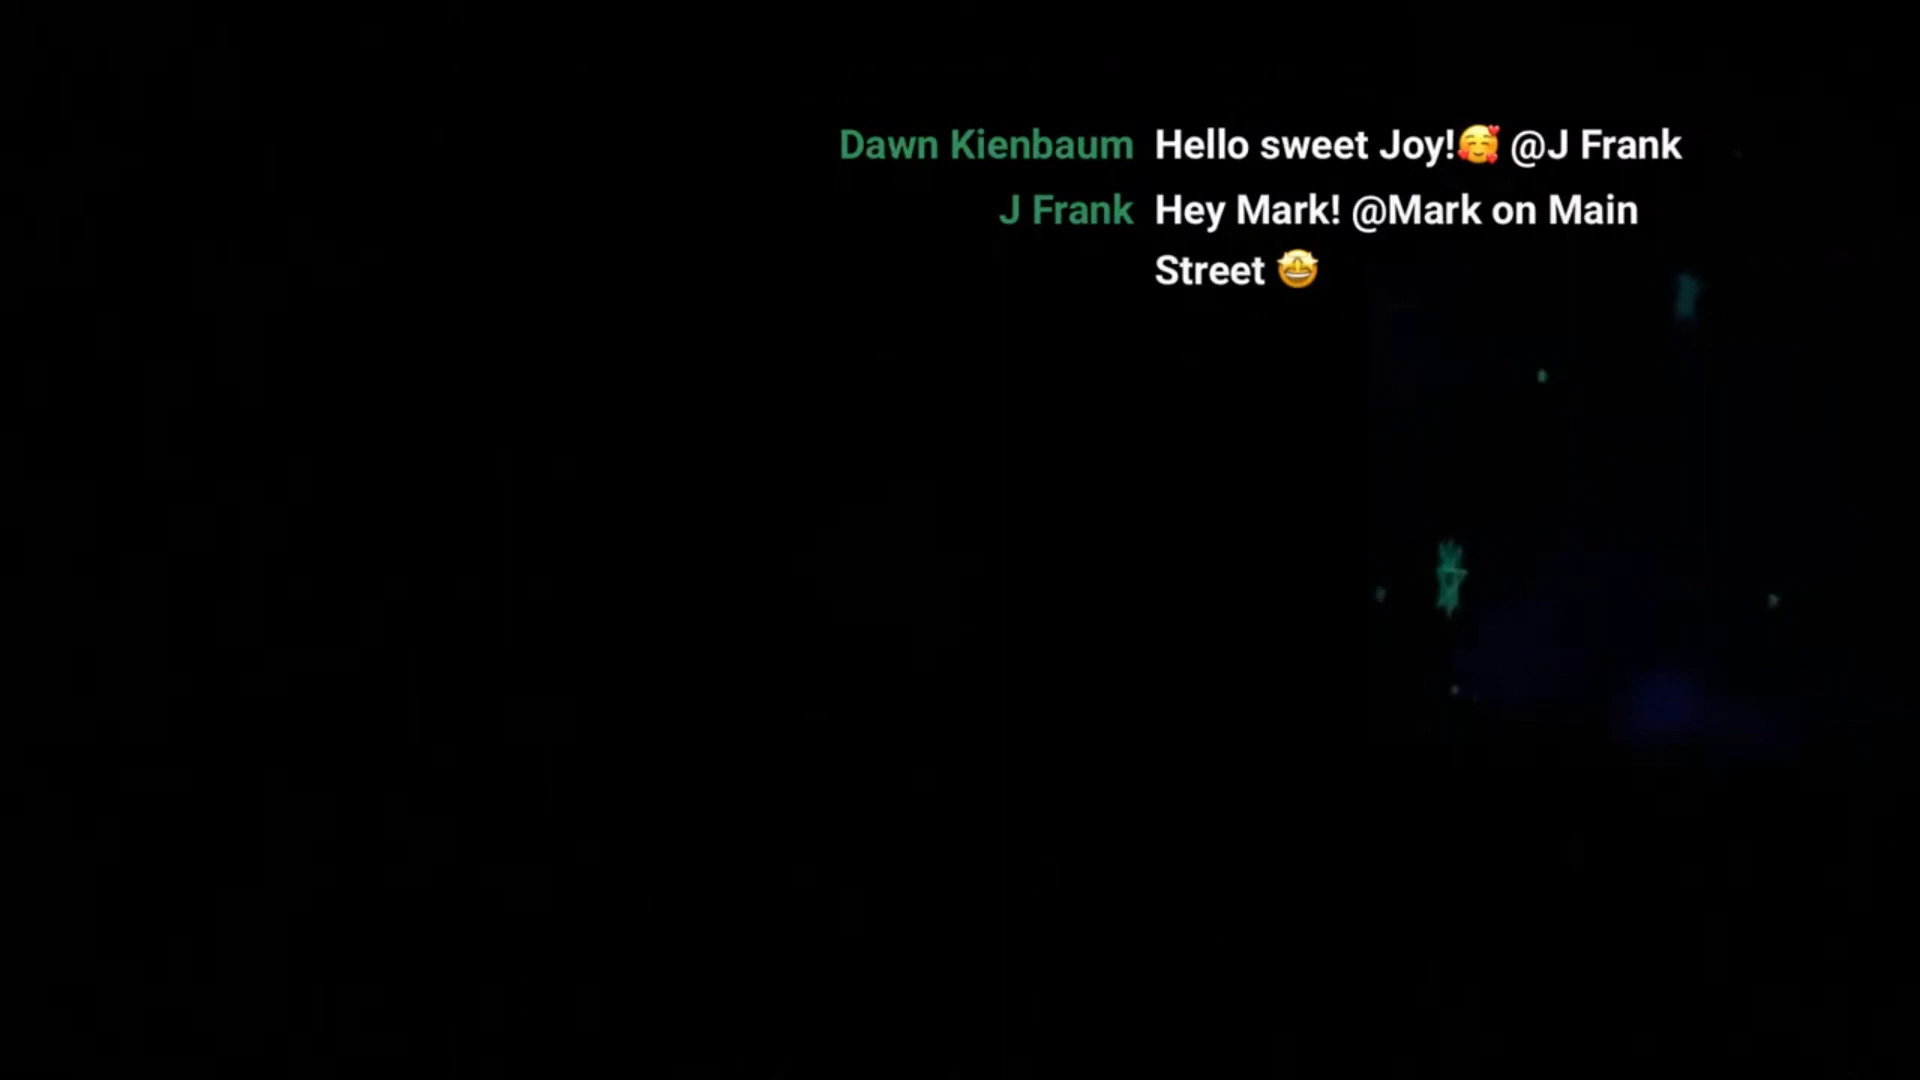 Dawn Kienbaum Hello sweet Joy!🥰 @J Frank
J Frank Hey Mark! @Mark on Main
Street 🤩